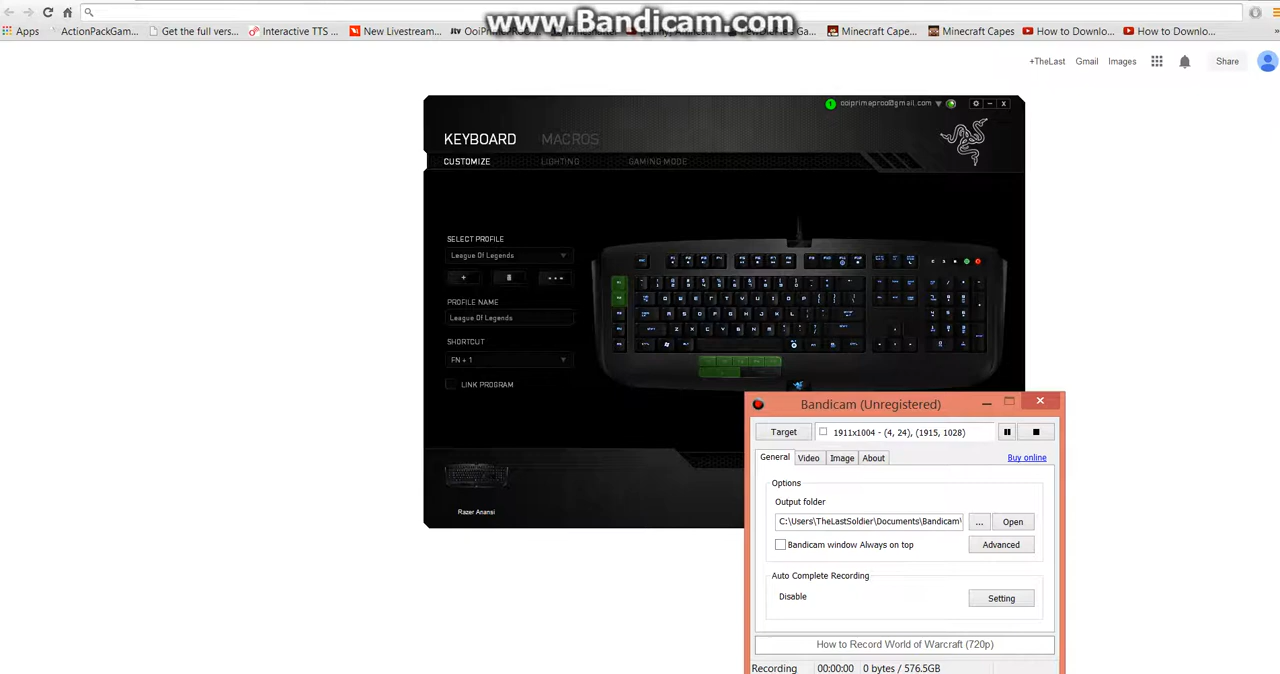 www.Bandicam.com
Apps ActionPackGam... Get the full vers... Interactive TTS ... New Livestream... Minecraft Cape... Minecraft Capes How to Downlo... How to Downlo... »
+TheLast Gmail Images Share
ooiprimaproo@gmail.com
KEYBOARD MACROS
CUSTOMIZE LIGHTING GAMING MODE
SELECT PROFILE
League Of Legends
PROFILE NAME
League Of Legends
SHORTCUT
FN + 1
LINK PROGRAM
Razer Anansi
Bandicam (Unregistered)
Target 1911x1004 - (4, 24), (1915, 1028)
General Video Image About Buy online
Options
Output folder
C:\Users\TheLastSoldier\Documents\Bandicam\ ... Open
Bandicam window Always on top Advanced
Auto Complete Recording
Disable Setting
How to Record World of Warcraft (720p)
Recording 00:00:00 0 bytes / 576.5GB